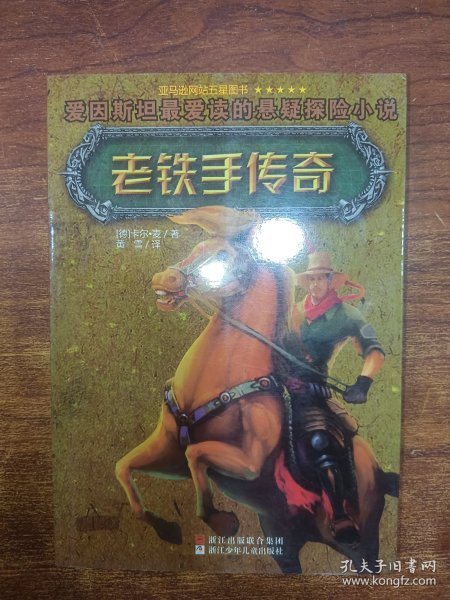 亚马逊网站五星图书 ★★★★★
爱因斯坦最爱读的悬疑探险小说
老铁手传奇
[德]卡尔·麦/著
黄雪/译
浙江出版联合集团
浙江少年儿童出版社
孔夫子旧书网
www.kongfz.com